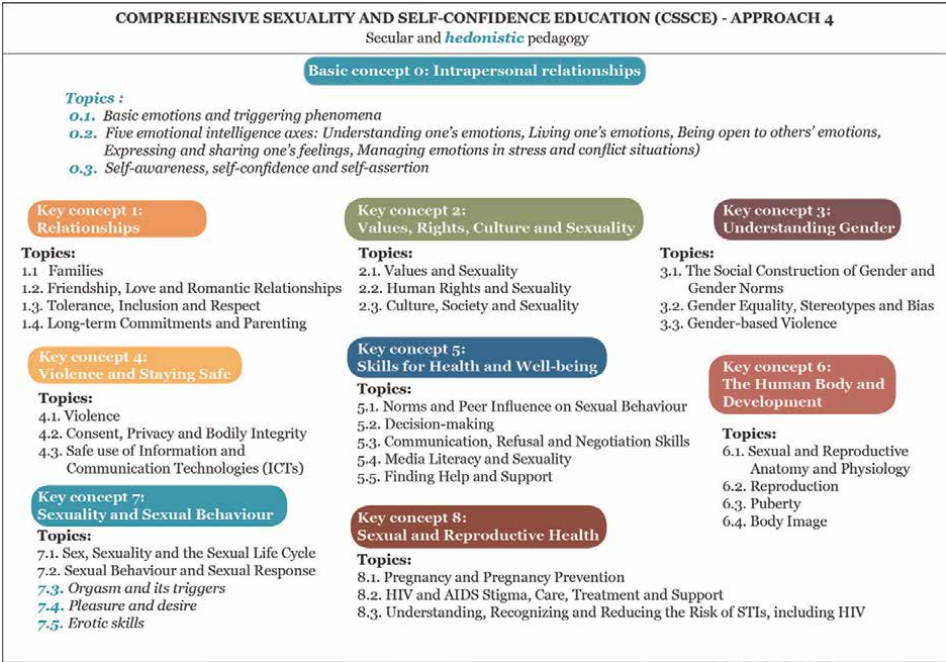 COMPREHENSIVE SEXUALITY AND SELF-CONFIDENCE EDUCATION (CSSCE) - APPROACH 4
Secular and hedonistic pedagogy
Basic concept 0: Intrapersonal relationships
Topics :
0.1. Basic emotions and triggering phenomena
0.2. Five emotional intelligence axes: Understanding one's emotions, Living one's emotions, Being open to others' emotions,
Expressing and sharing one's feelings, Managing emotions in stress and conflict situations)
0.3. Self-awareness, self-confidence and self-assertion
Key concept 1:
Relationships
Topics:
1.1 Families
1.2. Friendship, Love and Romantic Relationships
1.3. Tolerance, Inclusion and Respect
1.4. Long-term Commitments and Parenting
Key concept 2:
Values, Rights, Culture and Sexuality
Topics:
2.1. Values and Sexuality
2.2. Human Rights and Sexuality
2.3. Culture, Society and Sexuality
Key concept 3:
Understanding Gender
Topics:
3.1. The Social Construction of Gender and
Gender Norms
3.2. Gender Equality, Stereotypes and Bias
3.3. Gender-based Violence
Key concept 4:
Violence and Staying Safe
Topics:
4.1. Violence
4.2. Consent, Privacy and Bodily Integrity
4.3. Safe use of Information and
Communication Technologies (ICTs)
Key concept 5:
Skills for Health and Well-being
Topics:
5.1. Norms and Peer Influence on Sexual Behaviour
5.2. Decision-making
5.3. Communication, Refusal and Negotiation Skills
5.4. Media Literacy and Sexuality
5.5. Finding Help and Support
Key concept 6:
The Human Body and
Development
Topics:
6.1. Sexual and Reproductive
Anatomy and Physiology
6.2. Reproduction
6.3. Puberty
6.4. Body Image
Key concept 7:
Sexuality and Sexual Behaviour
Topics:
7.1. Sex, Sexuality and the Sexual Life Cycle
7.2. Sexual Behaviour and Sexual Response
7.3. Orgasm and its triggers
7.4. Pleasure and desire
7.5. Erotic skills
Key concept 8:
Sexual and Reproductive Health
Topics:
8.1. Pregnancy and Pregnancy Prevention
8.2. HIV and AIDS Stigma, Care, Treatment and Support
8.3. Understanding, Recognizing and Reducing the Risk of STIs, including HIV